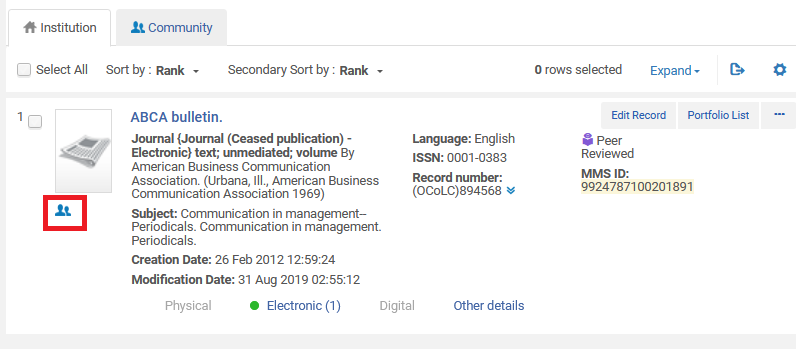 Institution Community
Select All Sort by : Rank Secondary Sort by : Rank 0 rows selected Expand
1 ABCA bulletin. Edit Record Portfolio List ...
Journal {Journal (Ceased publication) -
Electronic} text; unmediated; volume By
American Business Communication
Association. (Urbana, Ill., American Business
Communication Association 1969)
Subject: Communication in management--
Periodicals. Communication in management.
Periodicals.
Creation Date: 26 Feb 2012 12:59:24
Modification Date: 31 Aug 2019 02:55:12
Language: English
ISSN: 0001-0383
Record number:
(OCoLC)894568
Peer
Reviewed
MMS ID:
9924787100201891
Physical Electronic (1) Digital Other details